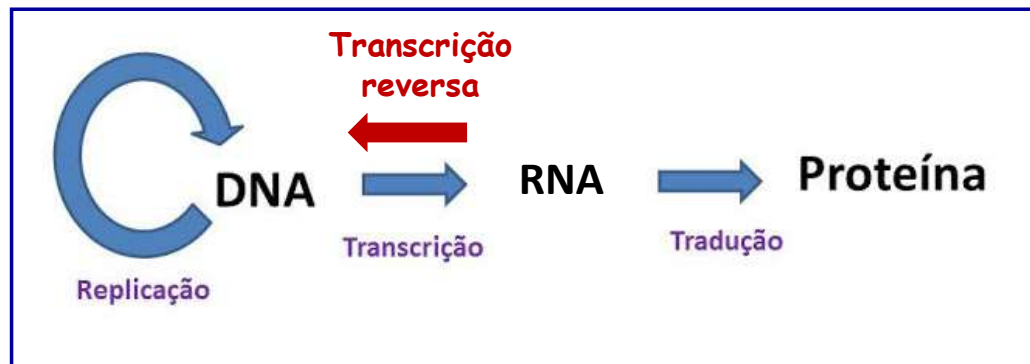 Transcrição
reversa
DNA
RNA
Proteína
Transcrição
Tradução
Replicação